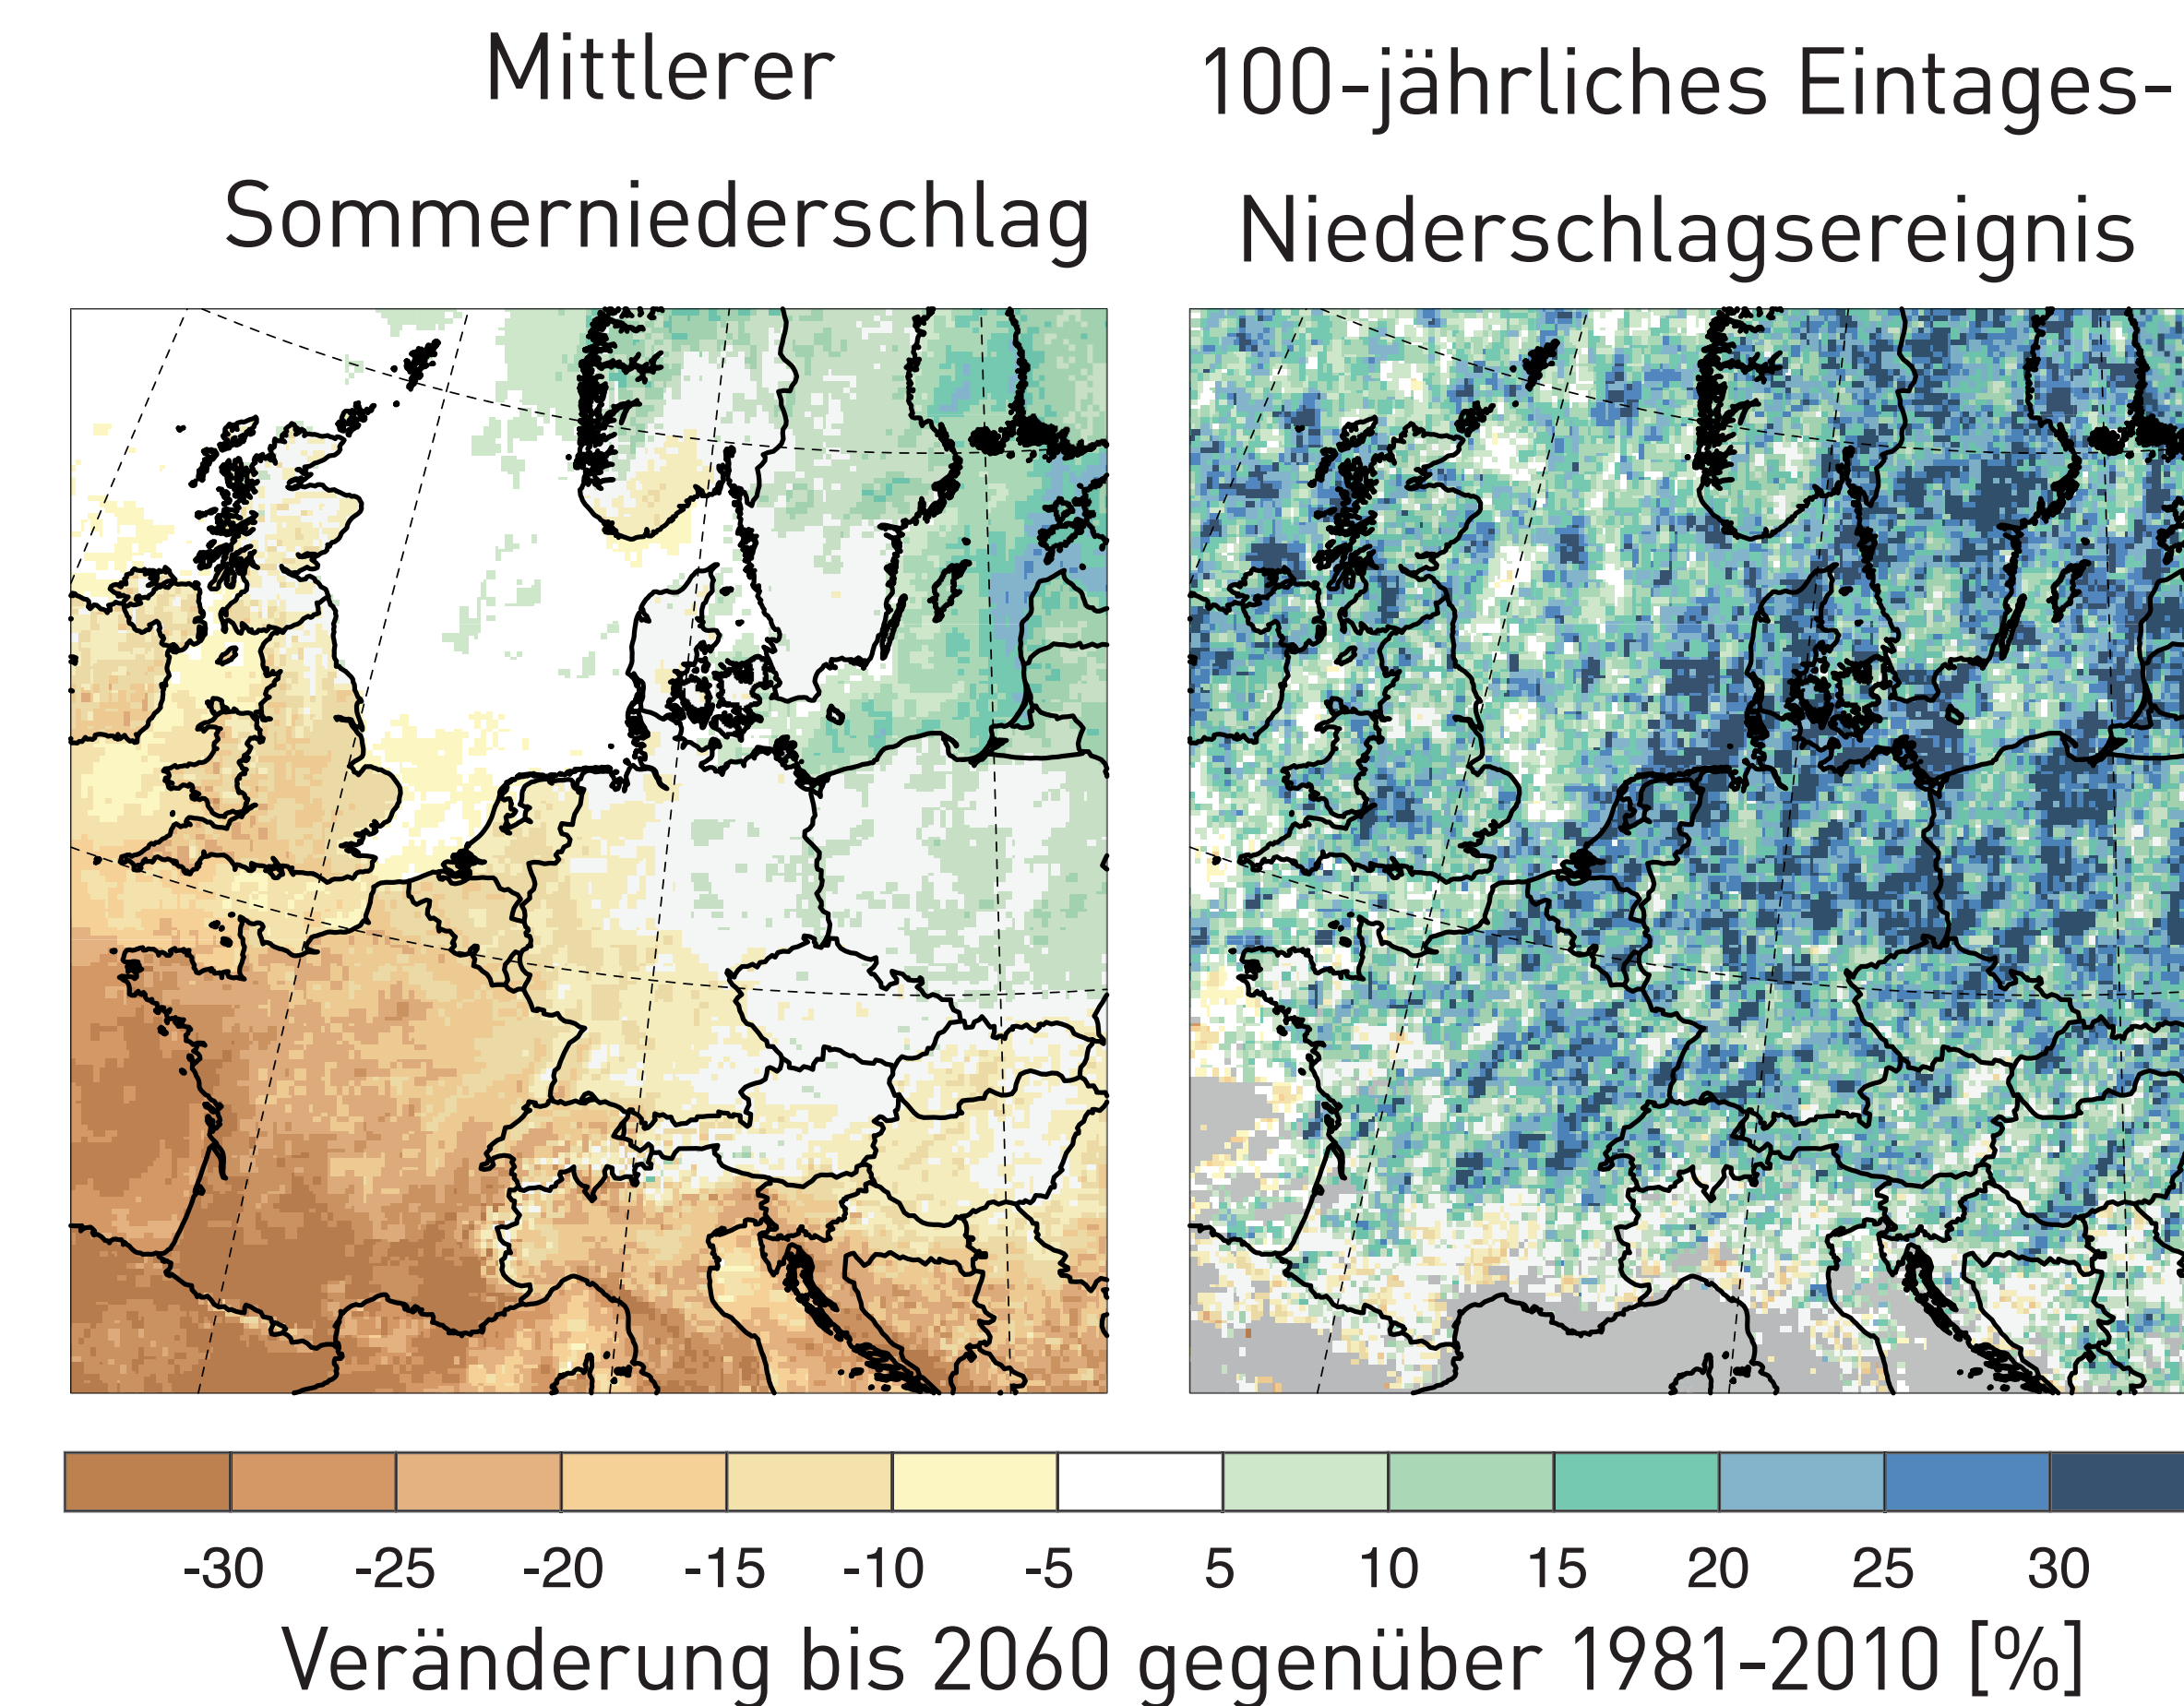 Mittlerer
Sommerniederschlag
100-jährliches Eintages-
Niederschlagsereignis
-30 -25 -20 -15 -10 -5 5 10 15 20 25 30
Veränderung bis 2060 gegenüber 1981-2010 [%]